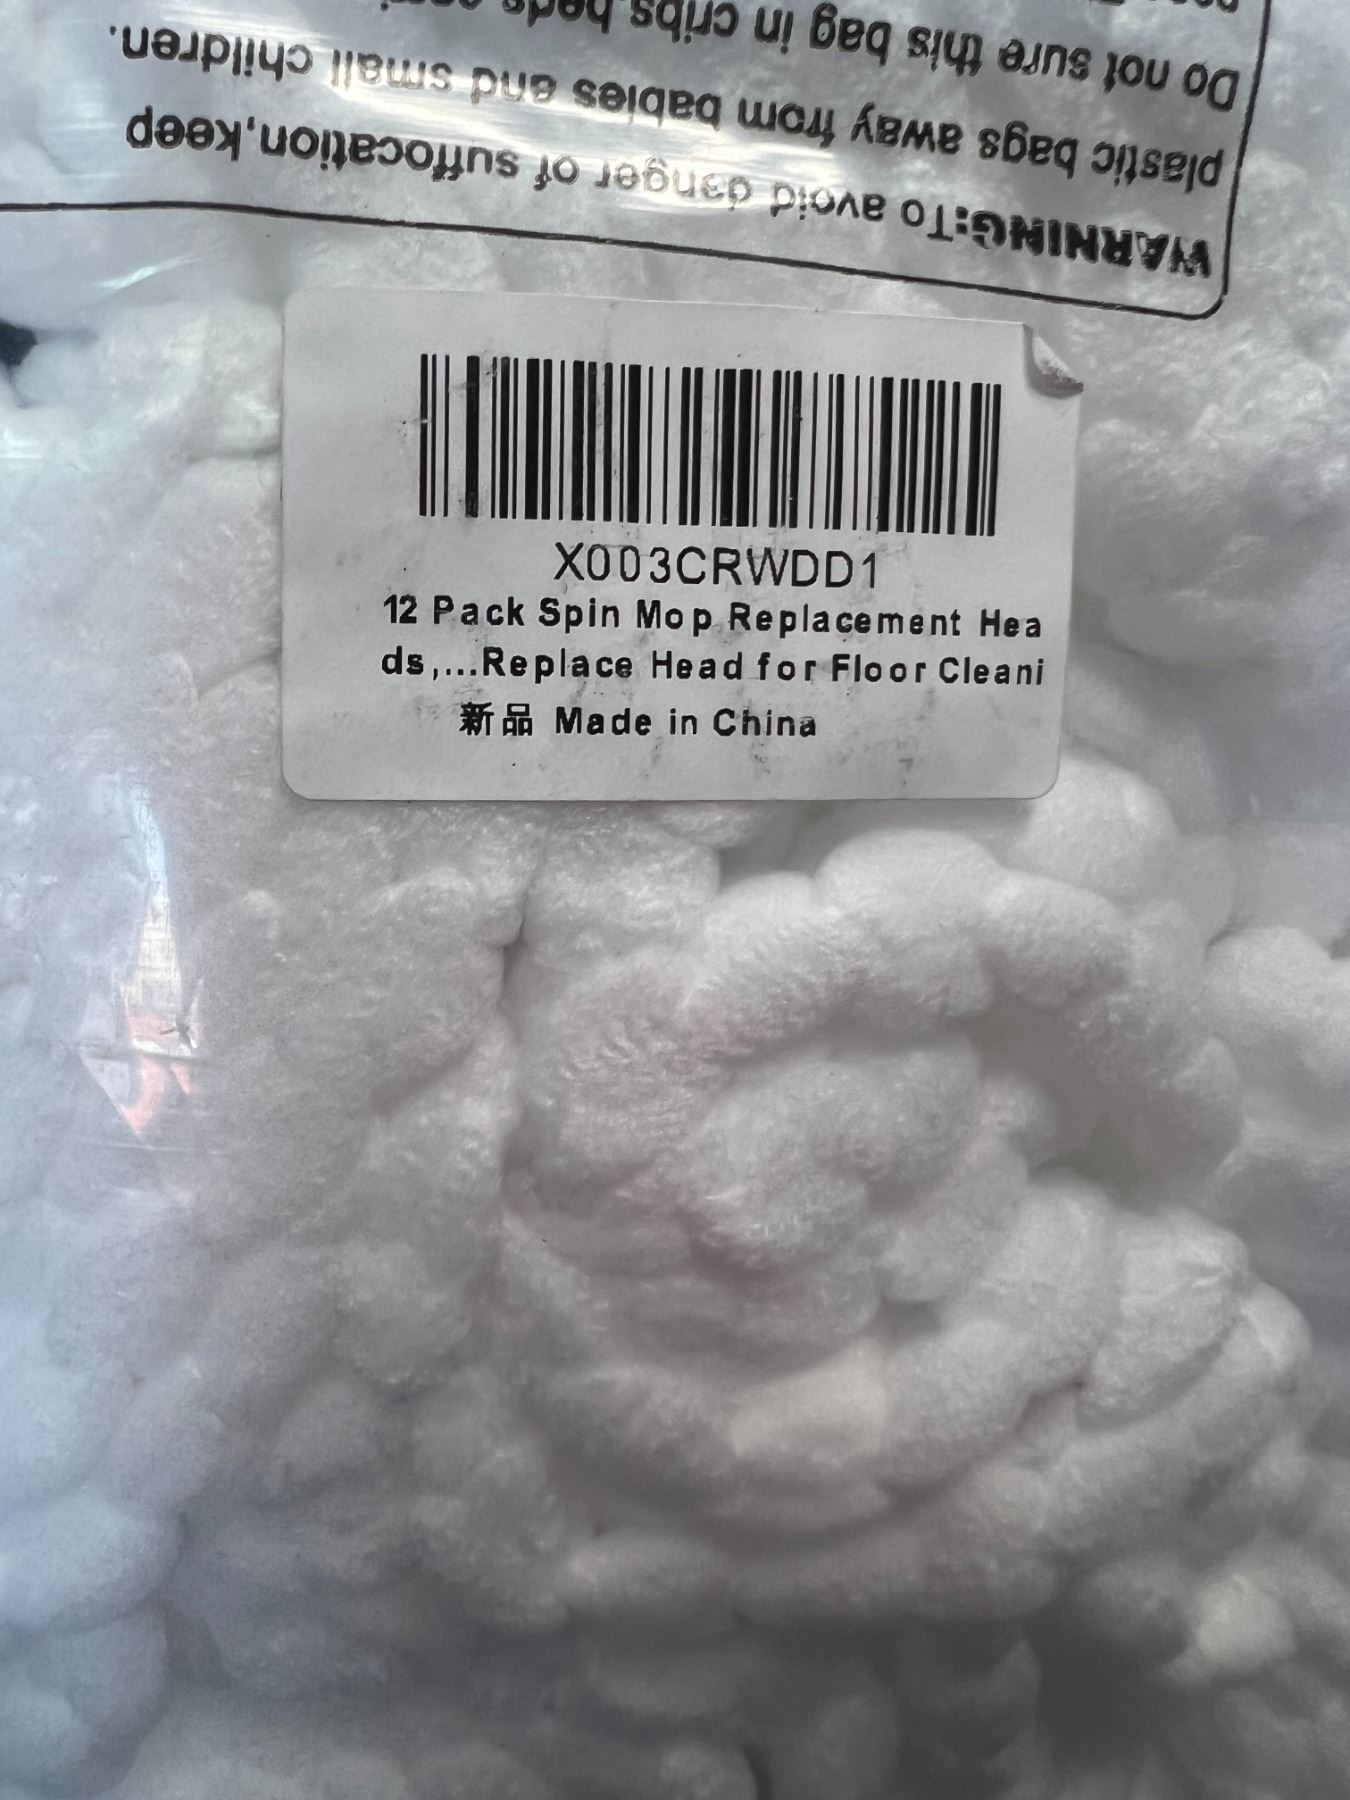 WARNING:To avoid danger of suffocation,keep
plastic bags away from babies and small children.
Do not sure this bag in cribs,beds,
X003CRWDD1
12 Pack Spin Mop Replacement Hea
ds,...Replace Head for Floor Cleani
新品 Made in China